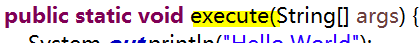 public static void execute(String[] args) {
System.out.println("Hello World");